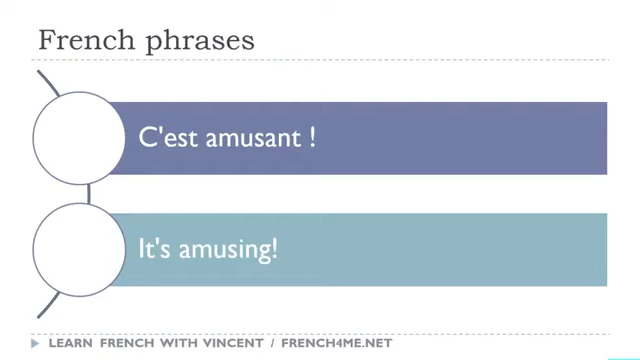 French phrases
C'est amusant !
It's amusing!
LEARN FRENCH WITH VINCENT / FRENCH4ME.NET